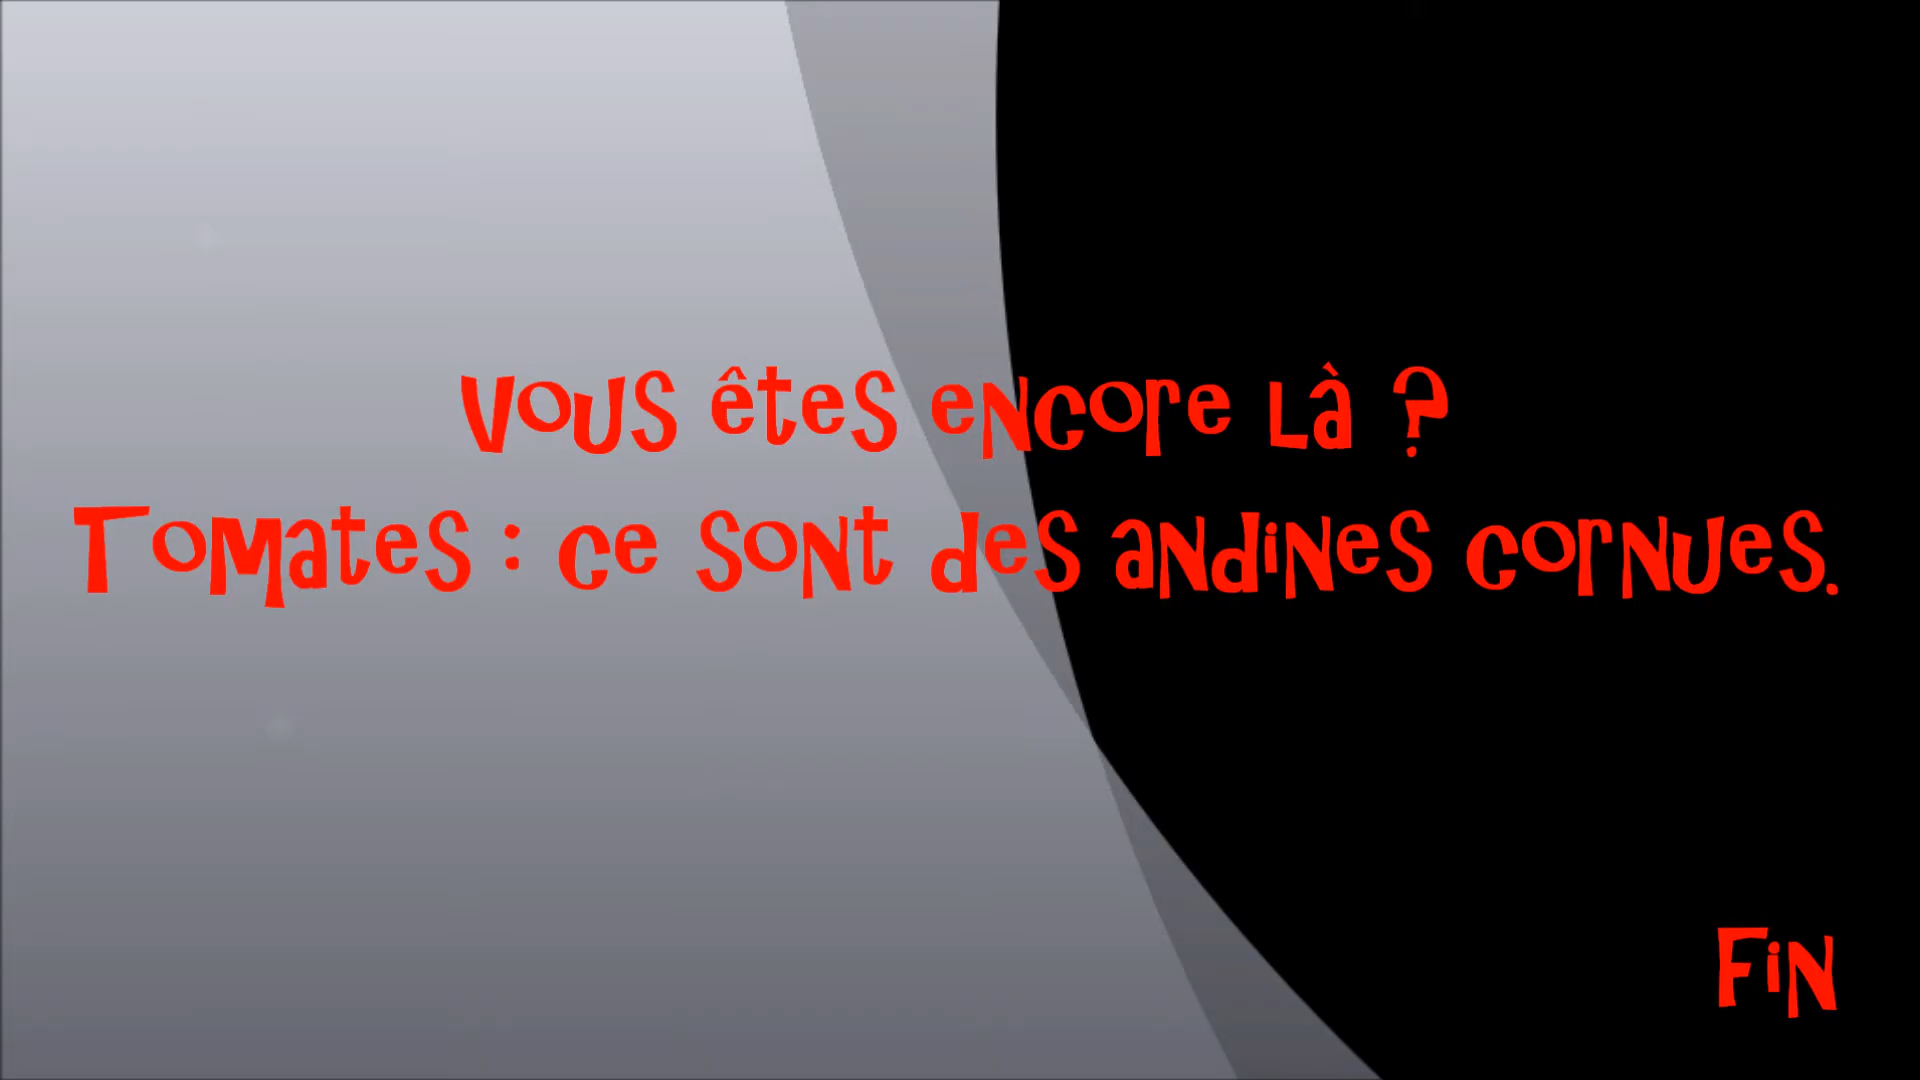 Vous êtes encore là ?
Tomates : ce sont des andines cornues.
Fin